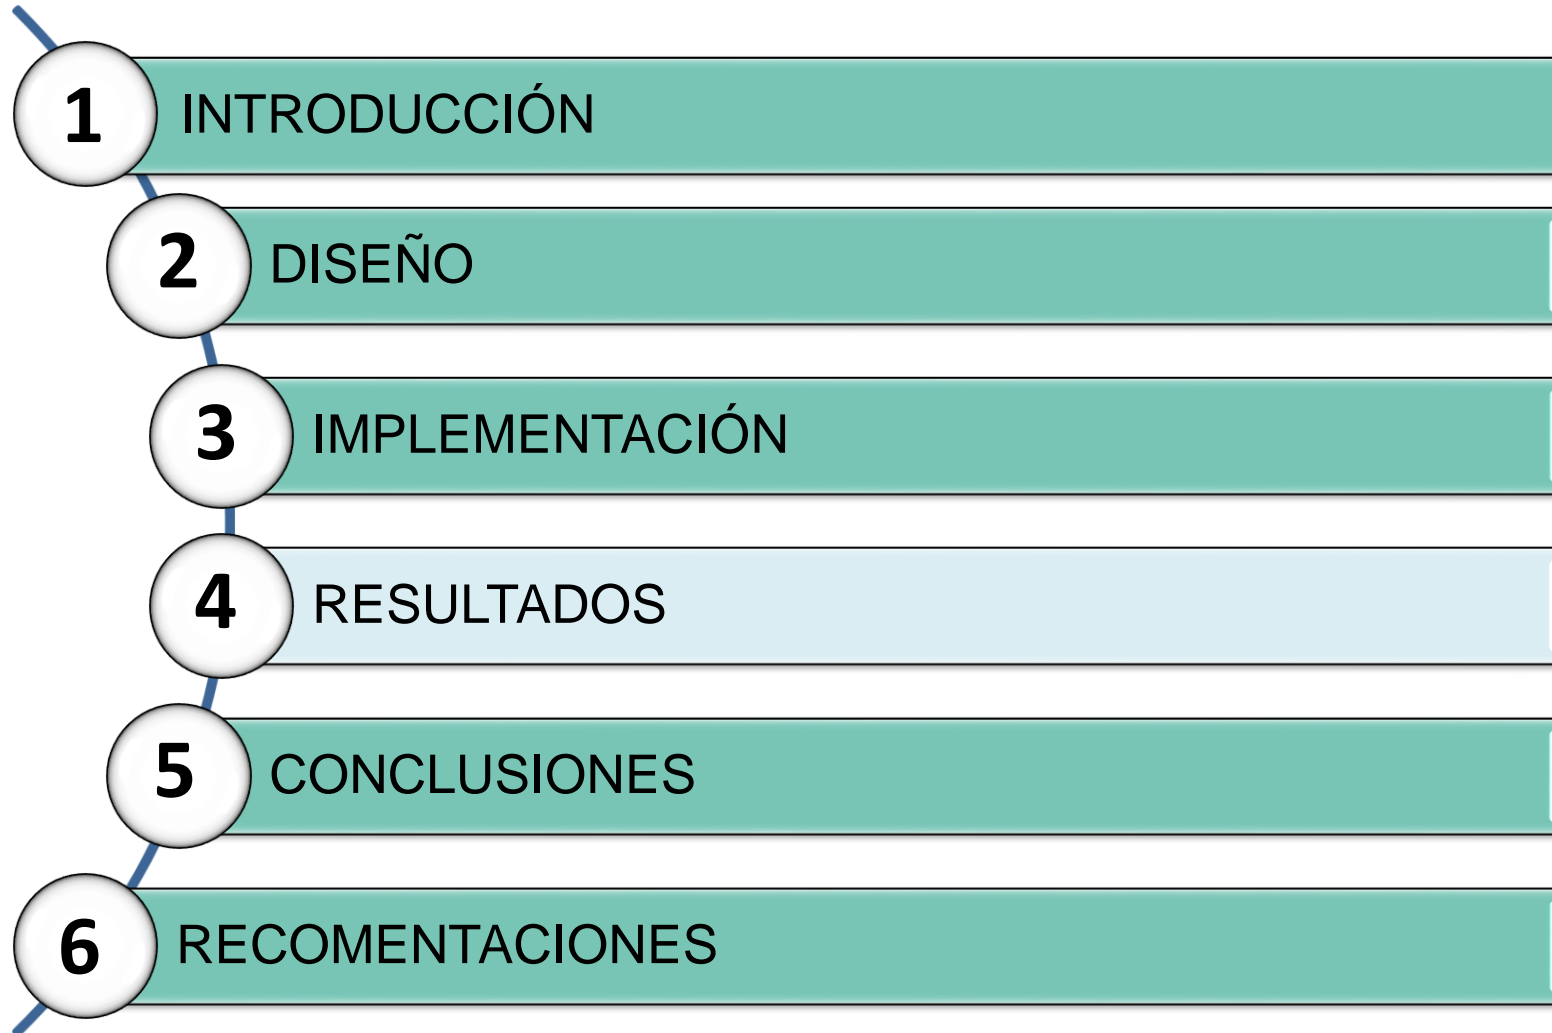 1 INTRODUCCIÓN
2 DISEÑO
3 IMPLEMENTACIÓN
4 RESULTADOS
5 CONCLUSIONES
6 RECOMENTACIONES